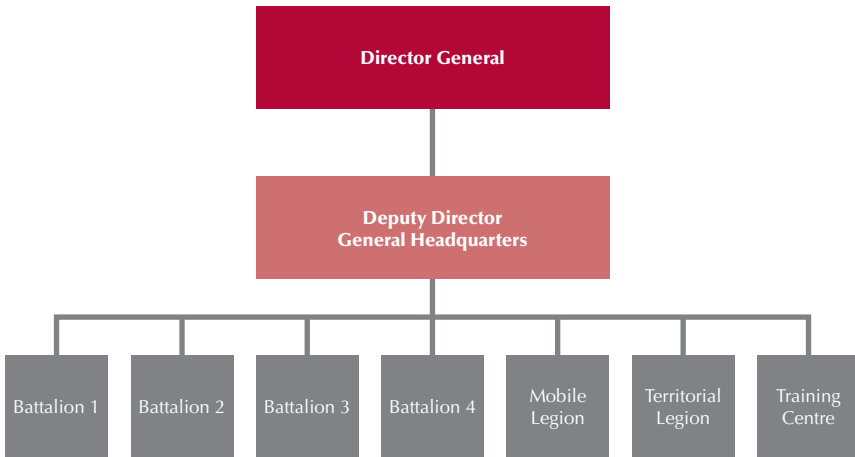 Director General
Deputy Director
General Headquarters
Battalion 1
Battalion 2
Battalion 3
Battalion 4
Mobile
Legion
Territorial
Legion
Training
Centre